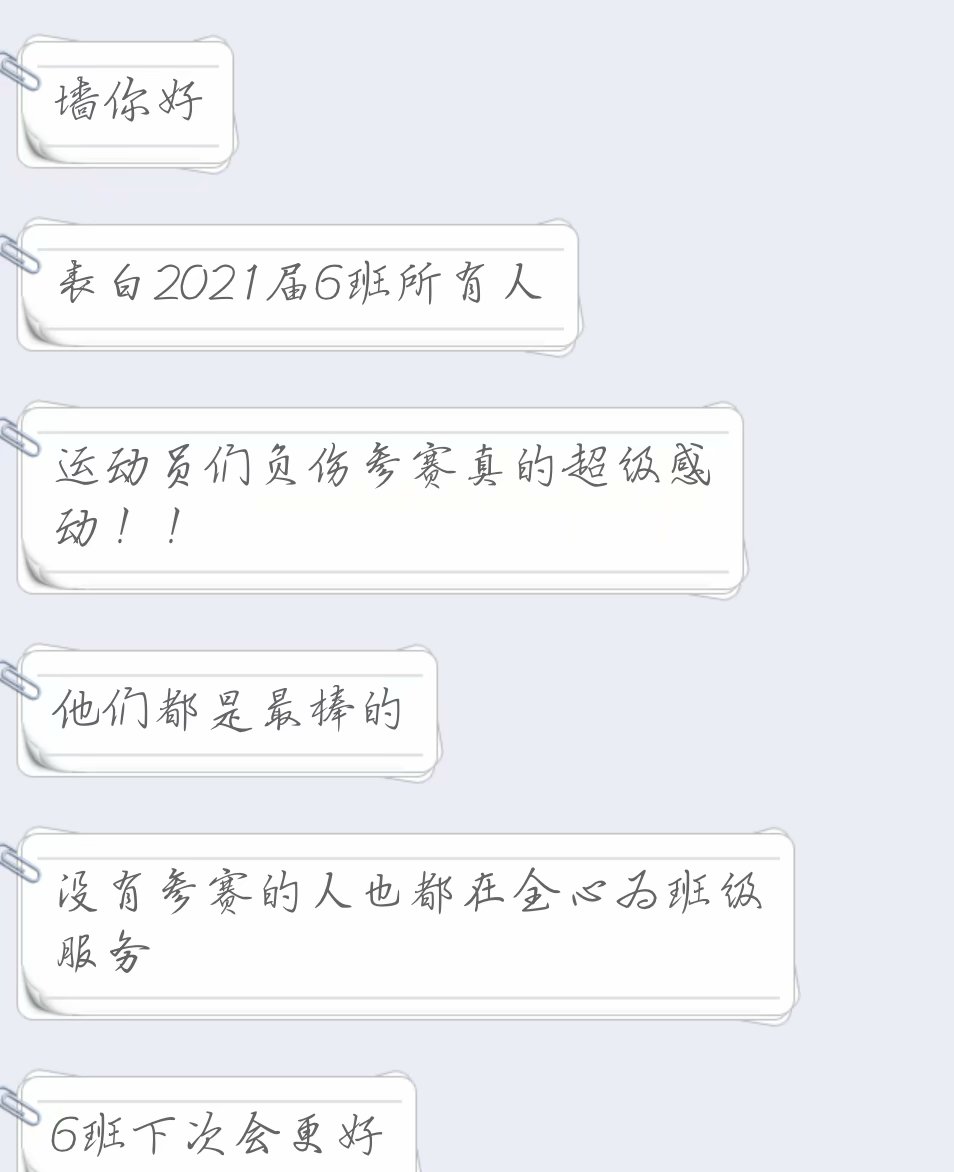 墙你好
表白2021届6班所有人
运动员们负伤参赛真的超级感
动！！
他们都是最棒的
没有参赛的人也都在全心为班级
服务
6班下次会更好